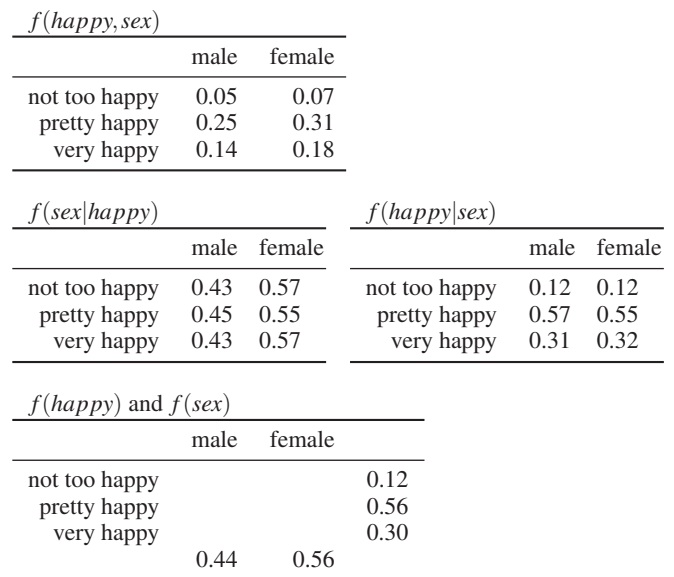 f(happy,sex)
male female
not too happy 0.05 0.07
pretty happy 0.25 0.31
very happy 0.14 0.18
f(sex|happy)
male female
not too happy 0.43 0.57
pretty happy 0.45 0.55
very happy 0.43 0.57
f(happy|sex)
male female
not too happy 0.12 0.12
pretty happy 0.57 0.55
very happy 0.31 0.32
f(happy) and f(sex)
male female
not too happy 0.12
pretty happy 0.56
very happy 0.30
0.44 0.56